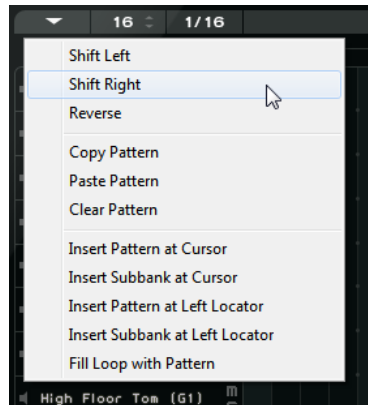 16 1/16
Shift Left
Shift Right
Reverse
Copy Pattern
Paste Pattern
Clear Pattern
Insert Pattern at Cursor
Insert Subbank at Cursor
Insert Pattern at Left Locator
Insert Subbank at Left Locator
Fill Loop with Pattern
High Floor Tom (G1) m